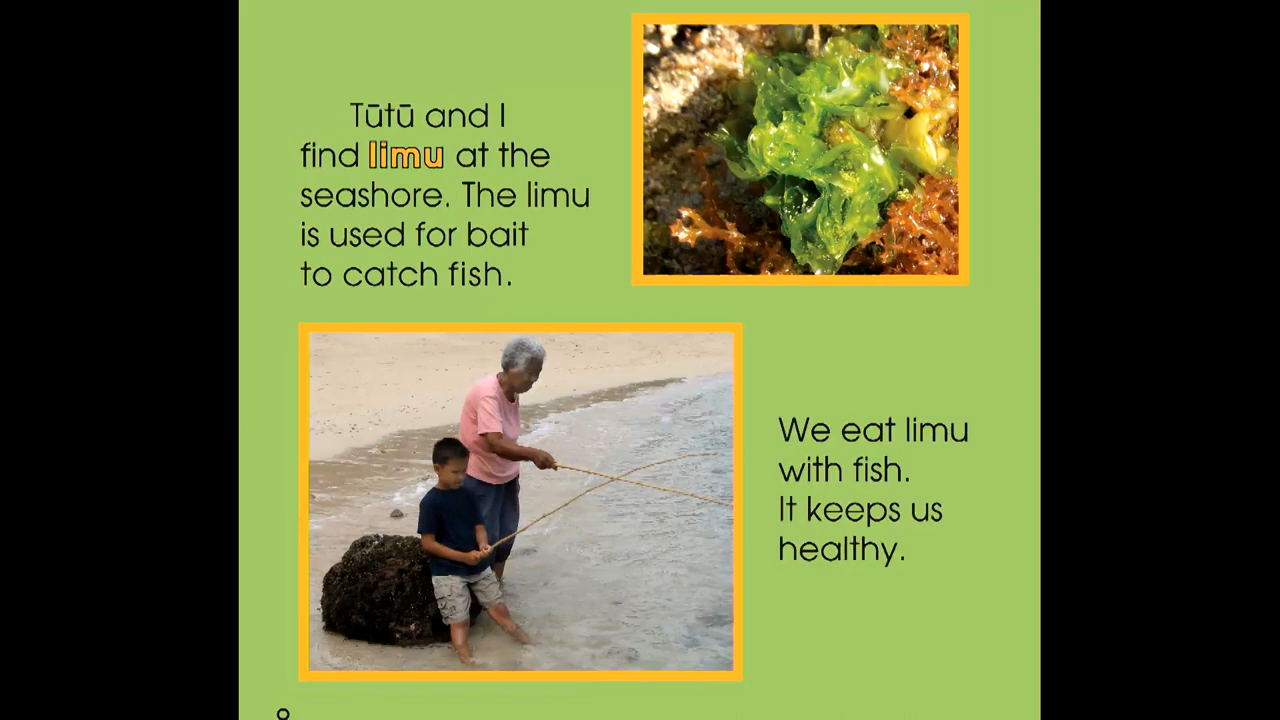 Tūtū and I
find limu at the
seashore. The limu
is used for bait
to catch fish.
We eat limu
with fish.
It keeps us
healthy.